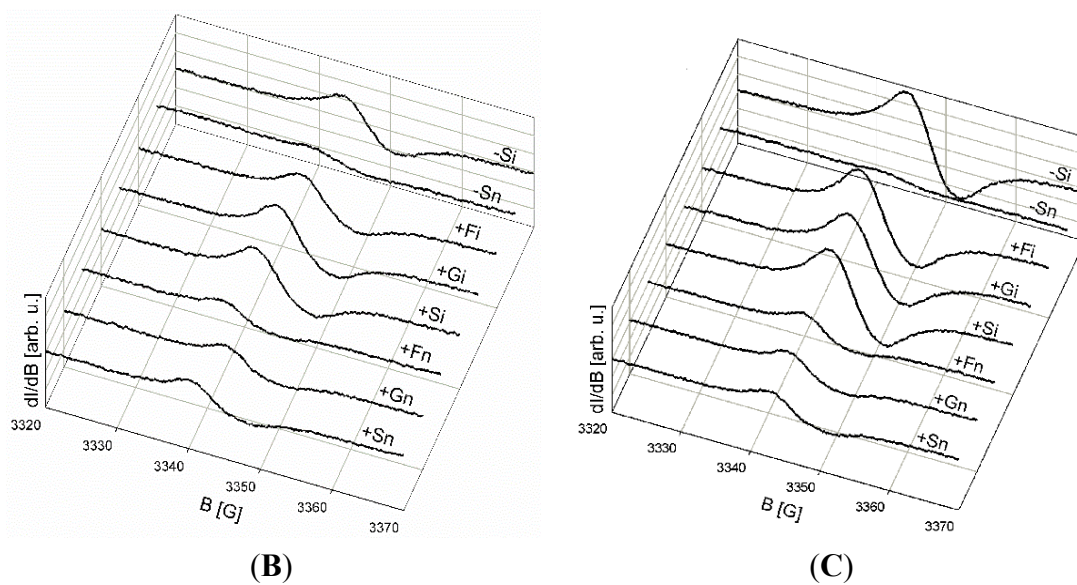 -Si
-Sn
+Fi
+Gi
+Si
+Fn
+Gn
+Sn
dI/dB [arb. u.]
3320
3330
3340
3350
3360
3370
B [G]
(B)
-Si
-Sn
+Fi
+Gi
+Si
+Fn
+Gn
+Sn
dI/dB [arb. u.]
3320
3330
3340
3350
3360
3370
B [G]
(C)